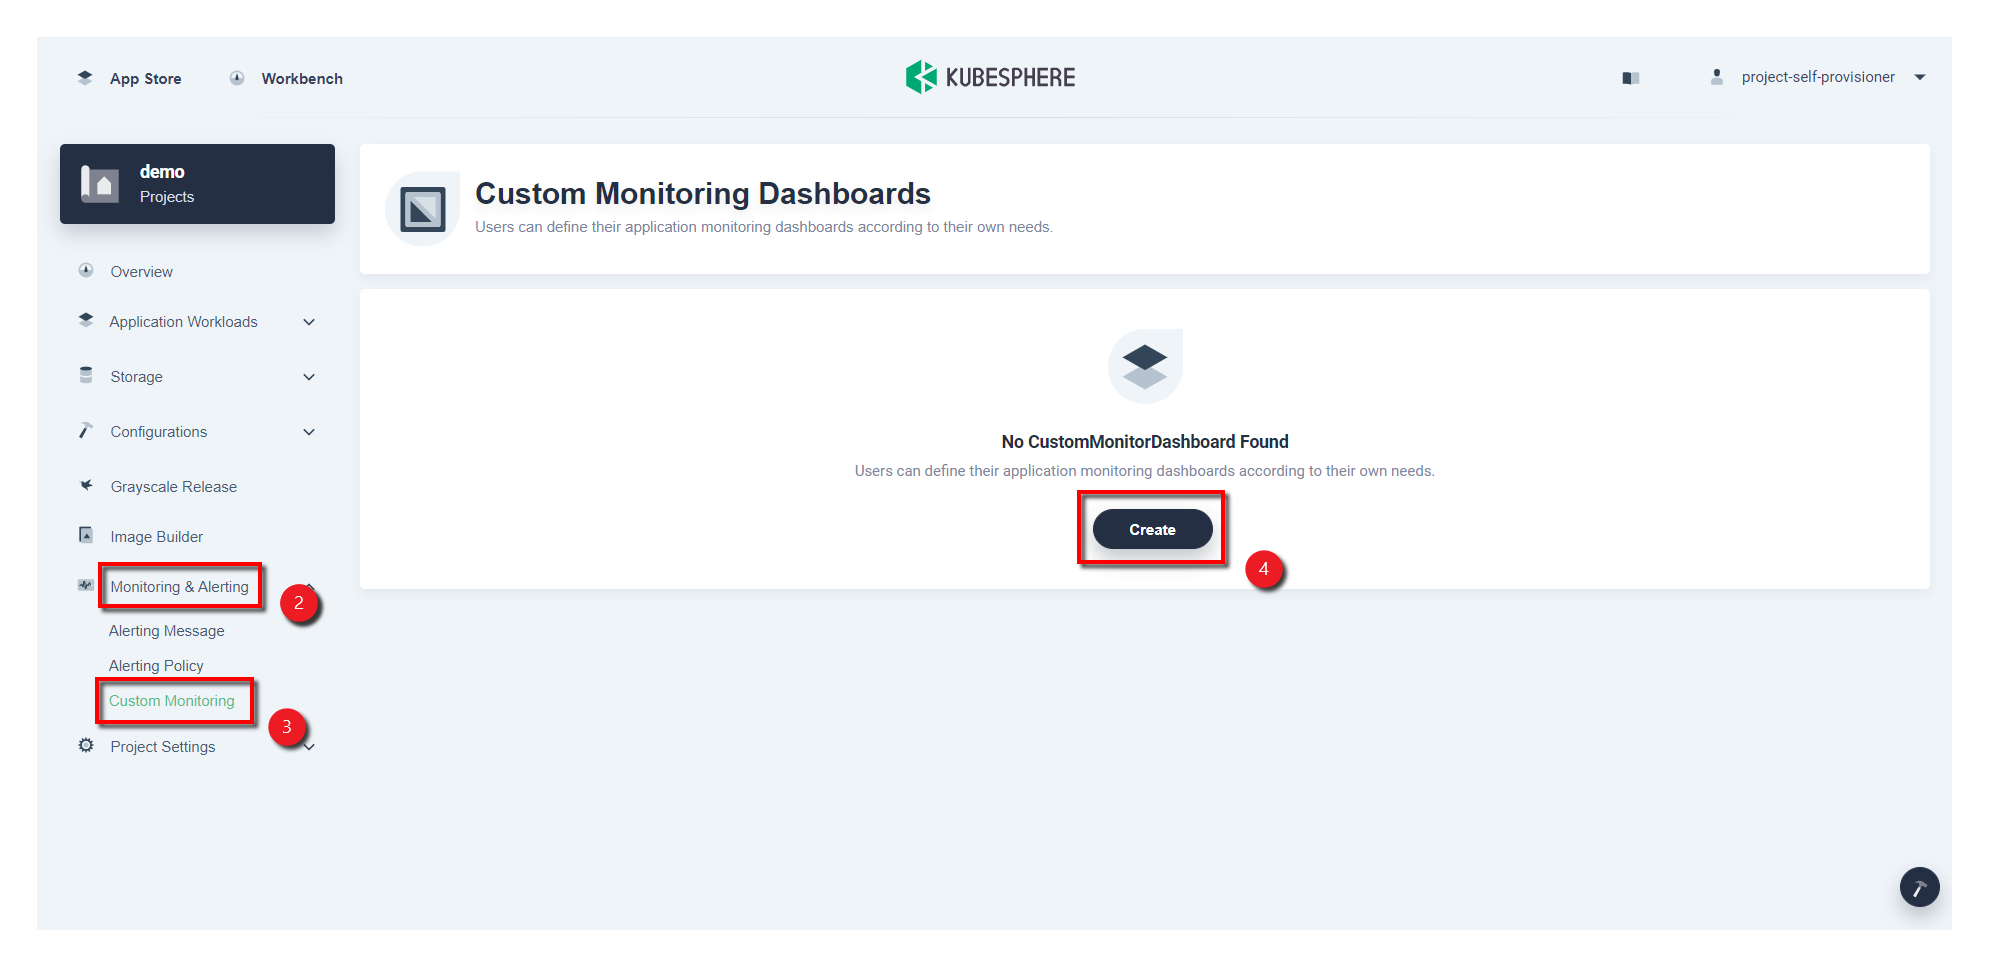 App Store
Workbench
KUBESPHERE
project-self-provisioner
demo
Projects
Custom Monitoring Dashboards
Users can define their application monitoring dashboards according to their own needs.
Overview
Application Workloads
Storage
Configurations
Grayscale Release
Image Builder
Monitoring & Alerting
2
Alerting Message
Alerting Policy
Custom Monitoring
3
Project Settings
No CustomMonitorDashboard Found
Users can define their application monitoring dashboards according to their own needs.
Create
4